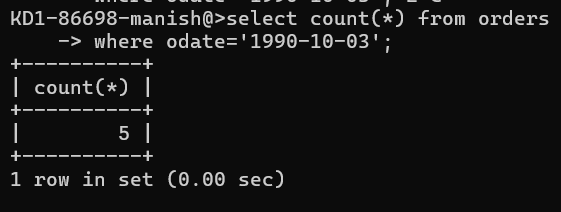 KD1-86698-manish@>select count(*) from orders
    -> where odate='1990-10-03';
+----------+
| count(*) |
+----------+
|        5 |
+----------+
1 row in set (0.00 sec)